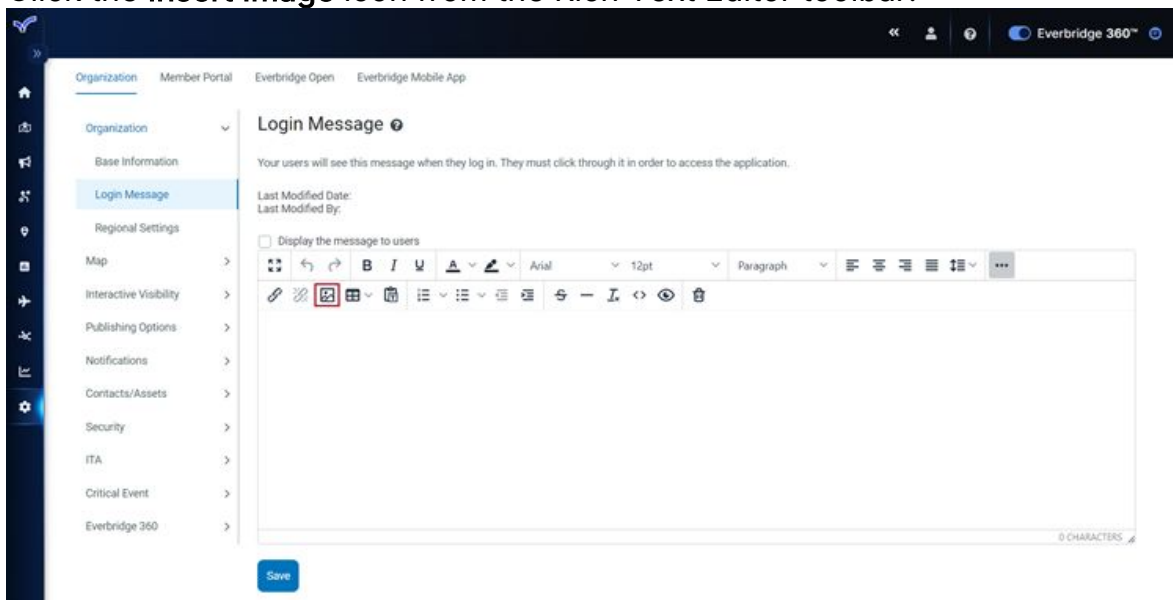 Click the Insert Image icon from the Rich Text Editor toolbar.
Everbridge 360™
Organization Member Portal Everbridge Open Everbridge Mobile App
Organization
Base Information
Login Message
Regional Settings
Map
Interactive Visibility
Publishing Options
Notifications
Contacts/Assets
Security
ITA
Critical Event
Everbridge 360
Login Message
Your users will see this message when they log in. They must click through it in order to access the application.
Last Modified Date:
Last Modified By:
Display the message to users
B I U A Arial 12pt Paragraph
0 CHARACTERS
Save